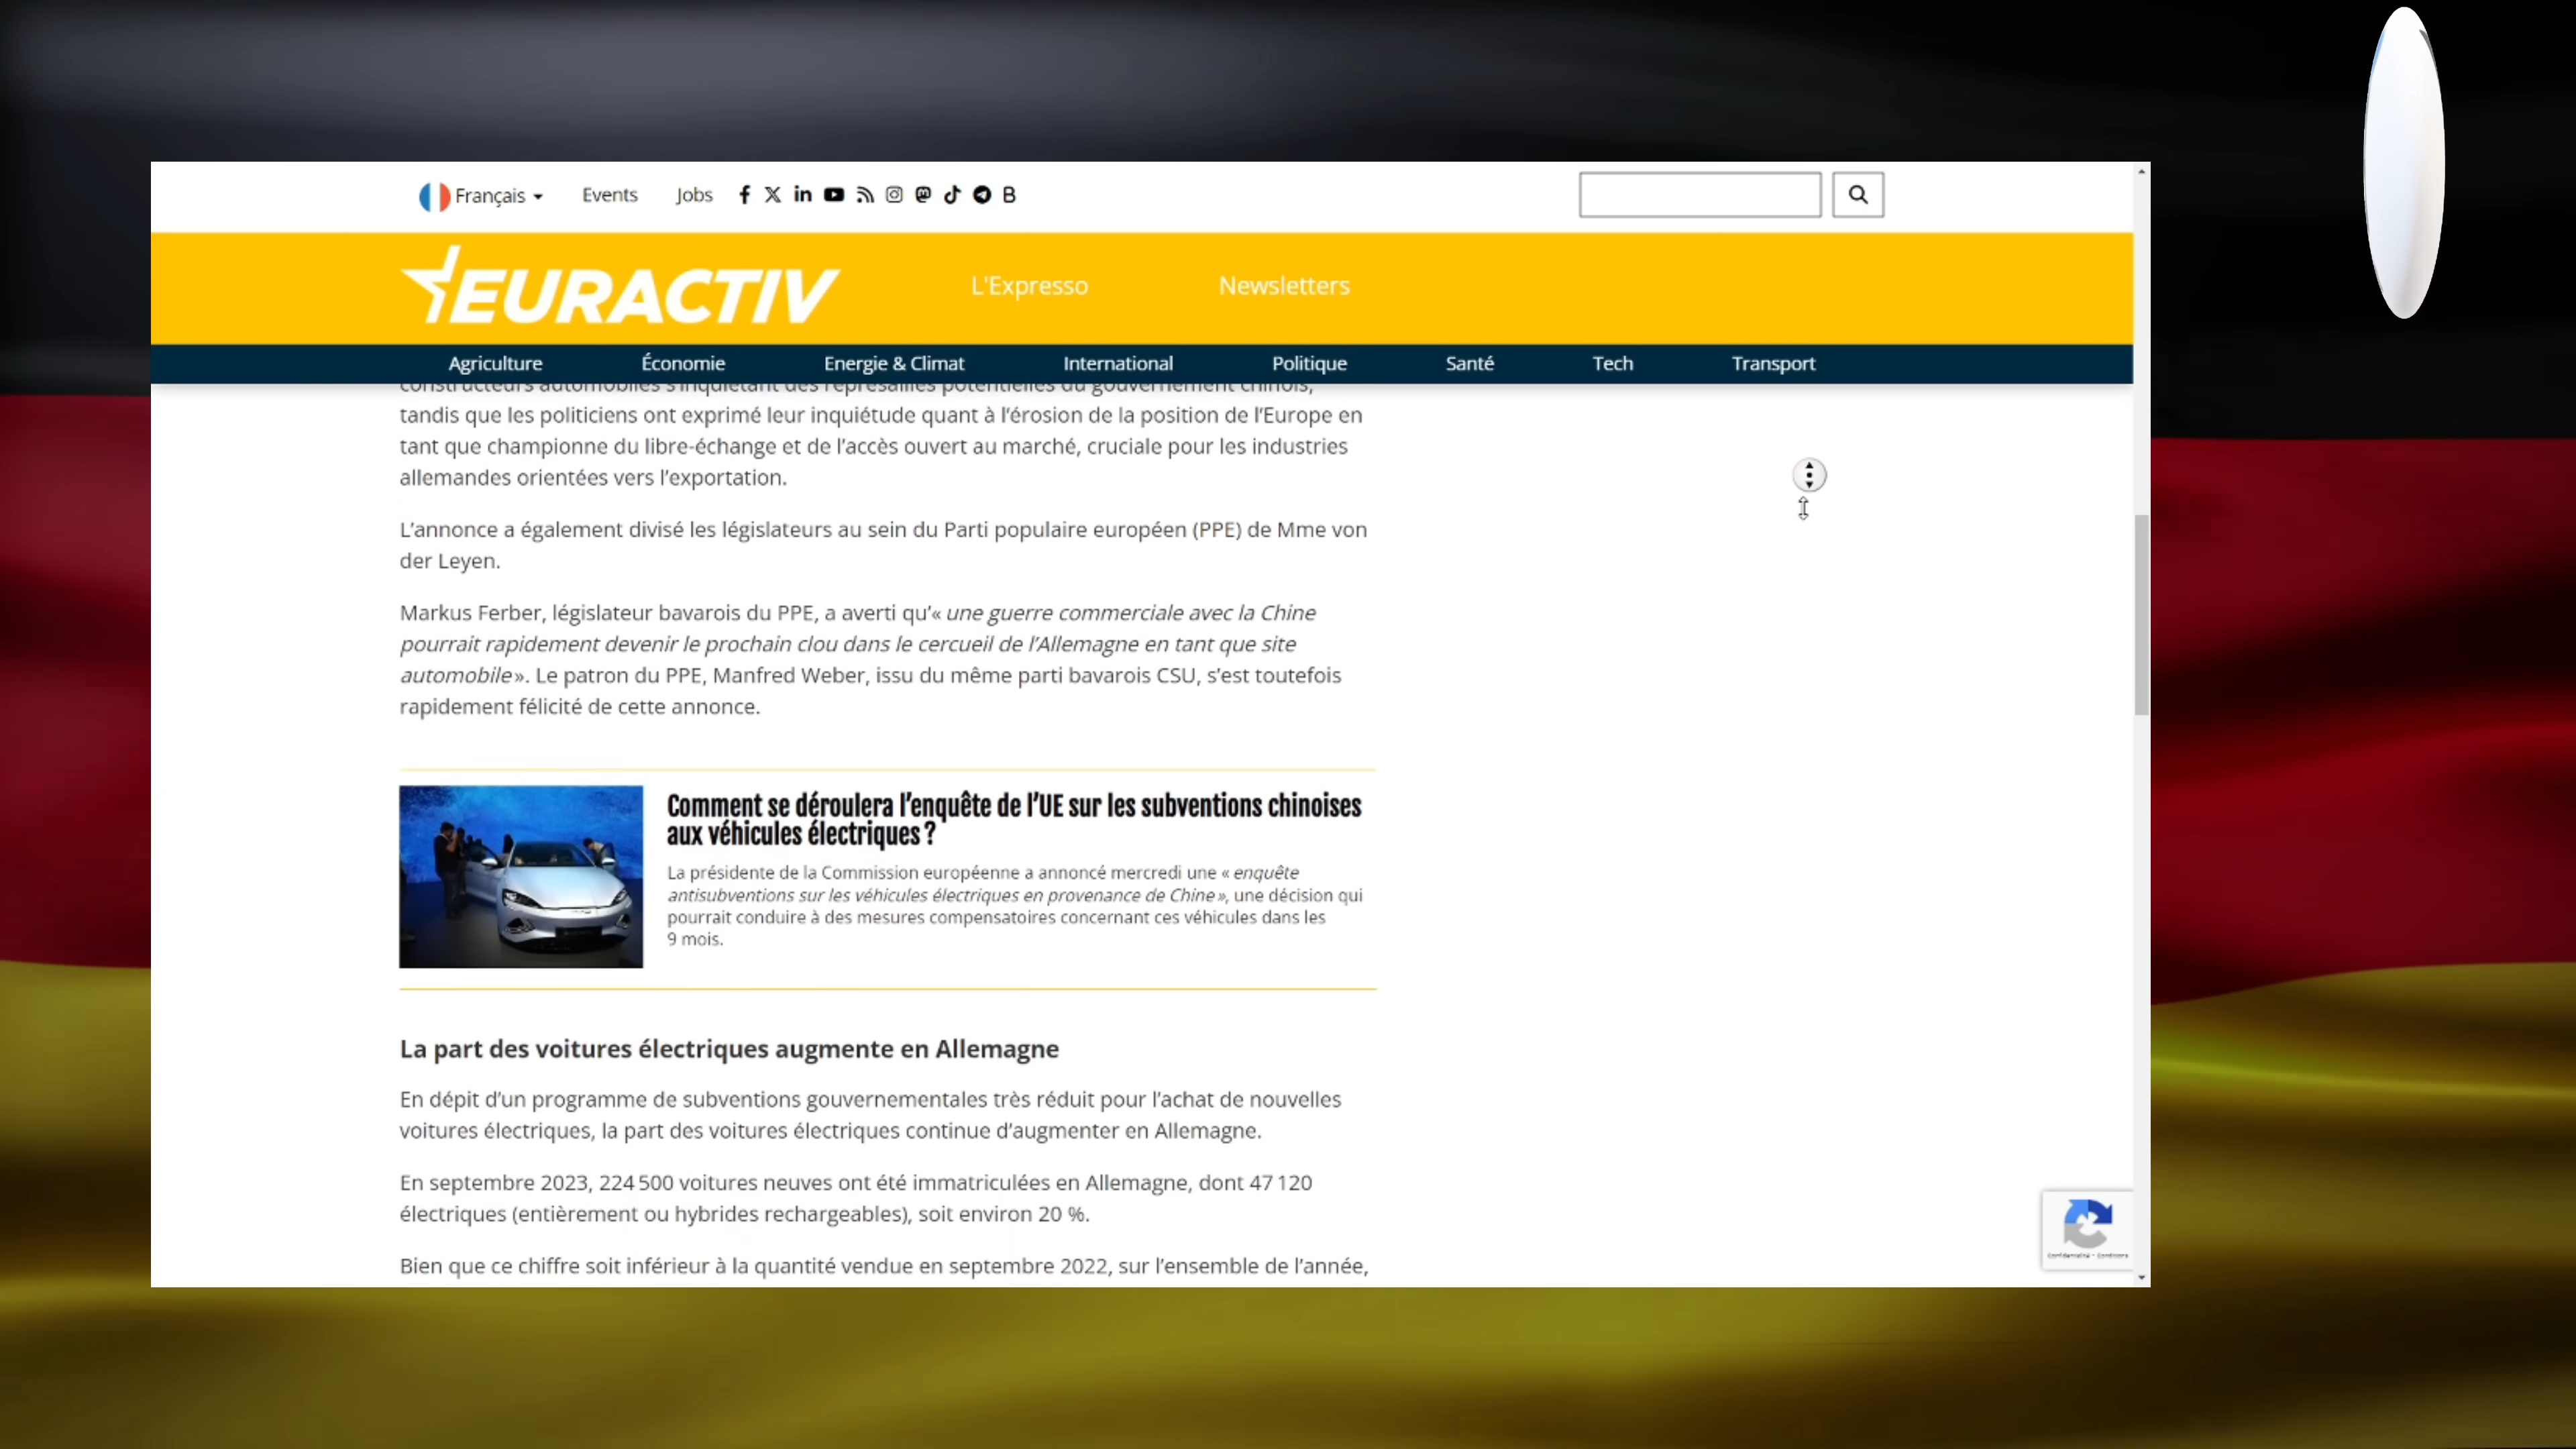 Français
Events
Jobs
EURACTIV
L'Expresso
Newsletters
Agriculture
Économie
Energie & Climat
International
Politique
Santé
Tech
Transport
constructeurs automobiles s'inquiétant des représailles potentielles du gouvernement chinois,
tandis que les politiciens ont exprimé leur inquiétude quant à l’érosion de la position de l’Europe en
tant que championne du libre-échange et de l’accès ouvert au marché, cruciale pour les industries
allemandes orientées vers l’exportation.
L’annonce a également divisé les législateurs au sein du Parti populaire européen (PPE) de Mme von
der Leyen.
Markus Ferber, législateur bavarois du PPE, a averti qu’« une guerre commerciale avec la Chine
pourrait rapidement devenir le prochain clou dans le cercueil de l’Allemagne en tant que site
automobile ». Le patron du PPE, Manfred Weber, issu du même parti bavarois CSU, s’est toutefois
rapidement félicité de cette annonce.
Comment se déroulera l’enquête de l’UE sur les subventions chinoises
aux véhicules électriques ?
La présidente de la Commission européenne a annoncé mercredi une « enquête
antisubventions sur les véhicules électriques en provenance de Chine », une décision qui
pourrait conduire à des mesures compensatoires concernant ces véhicules dans les
9 mois.
La part des voitures électriques augmente en Allemagne
En dépit d’un programme de subventions gouvernementales très réduit pour l’achat de nouvelles
voitures électriques, la part des voitures électriques continue d’augmenter en Allemagne.
En septembre 2023, 224 500 voitures neuves ont été immatriculées en Allemagne, dont 47 120
électriques (entièrement ou hybrides rechargeables), soit environ 20 %.
Bien que ce chiffre soit inférieur à la quantité vendue en septembre 2022, sur l’ensemble de l’année,
Confidentialité - Conditions